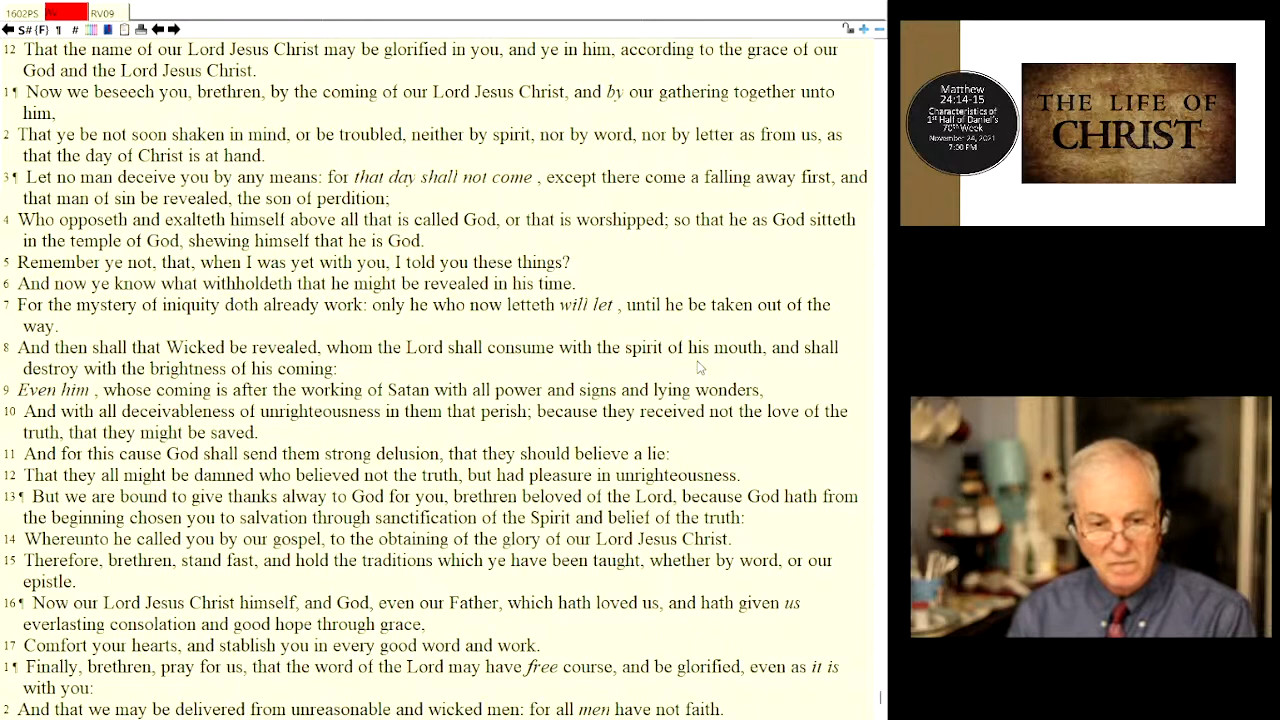 1602PS RV09
S# {F} ¶ #
12 That the name of our Lord Jesus Christ may be glorified in you, and ye in him, according to the grace of our
God and the Lord Jesus Christ.
1¶ Now we beseech you, brethren, by the coming of our Lord Jesus Christ, and by our gathering together unto
him,
2 That ye be not soon shaken in mind, or be troubled, neither by spirit, nor by word, nor by letter as from us, as
that the day of Christ is at hand.
3¶ Let no man deceive you by any means: for that day shall not come , except there come a falling away first, and
that man of sin be revealed, the son of perdition;
4 Who opposeth and exalteth himself above all that is called God, or that is worshipped; so that he as God sitteth
in the temple of God, shewing himself that he is God.
5 Remember ye not, that, when I was yet with you, I told you these things?
6 And now ye know what withholdeth that he might be revealed in his time.
7 For the mystery of iniquity doth already work: only he who now letteth will let , until he be taken out of the
way.
8 And then shall that Wicked be revealed, whom the Lord shall consume with the spirit of his mouth, and shall
destroy with the brightness of his coming:
9 Even him , whose coming is after the working of Satan with all power and signs and lying wonders,
10 And with all deceivableness of unrighteousness in them that perish; because they received not the love of the
truth, that they might be saved.
11 And for this cause God shall send them strong delusion, that they should believe a lie:
12 That they all might be damned who believed not the truth, but had pleasure in unrighteousness.
13¶ But we are bound to give thanks alway to God for you, brethren beloved of the Lord, because God hath from
the beginning chosen you to salvation through sanctification of the Spirit and belief of the truth:
14 Whereunto he called you by our gospel, to the obtaining of the glory of our Lord Jesus Christ.
15 Therefore, brethren, stand fast, and hold the traditions which ye have been taught, whether by word, or our
epistle.
16¶ Now our Lord Jesus Christ himself, and God, even our Father, which hath loved us, and hath given us
everlasting consolation and good hope through grace,
17 Comfort your hearts, and stablish you in every good word and work.
1¶ Finally, brethren, pray for us, that the word of the Lord may have free course, and be glorified, even as it is
with you:
2 And that we may be delivered from unreasonable and wicked men: for all men have not faith.
Matthew
24:14-15
Characteristics of
1st Half of Daniel's
70th Week
November 24, 2021
7:00 PM
THE LIFE OF
CHRIST